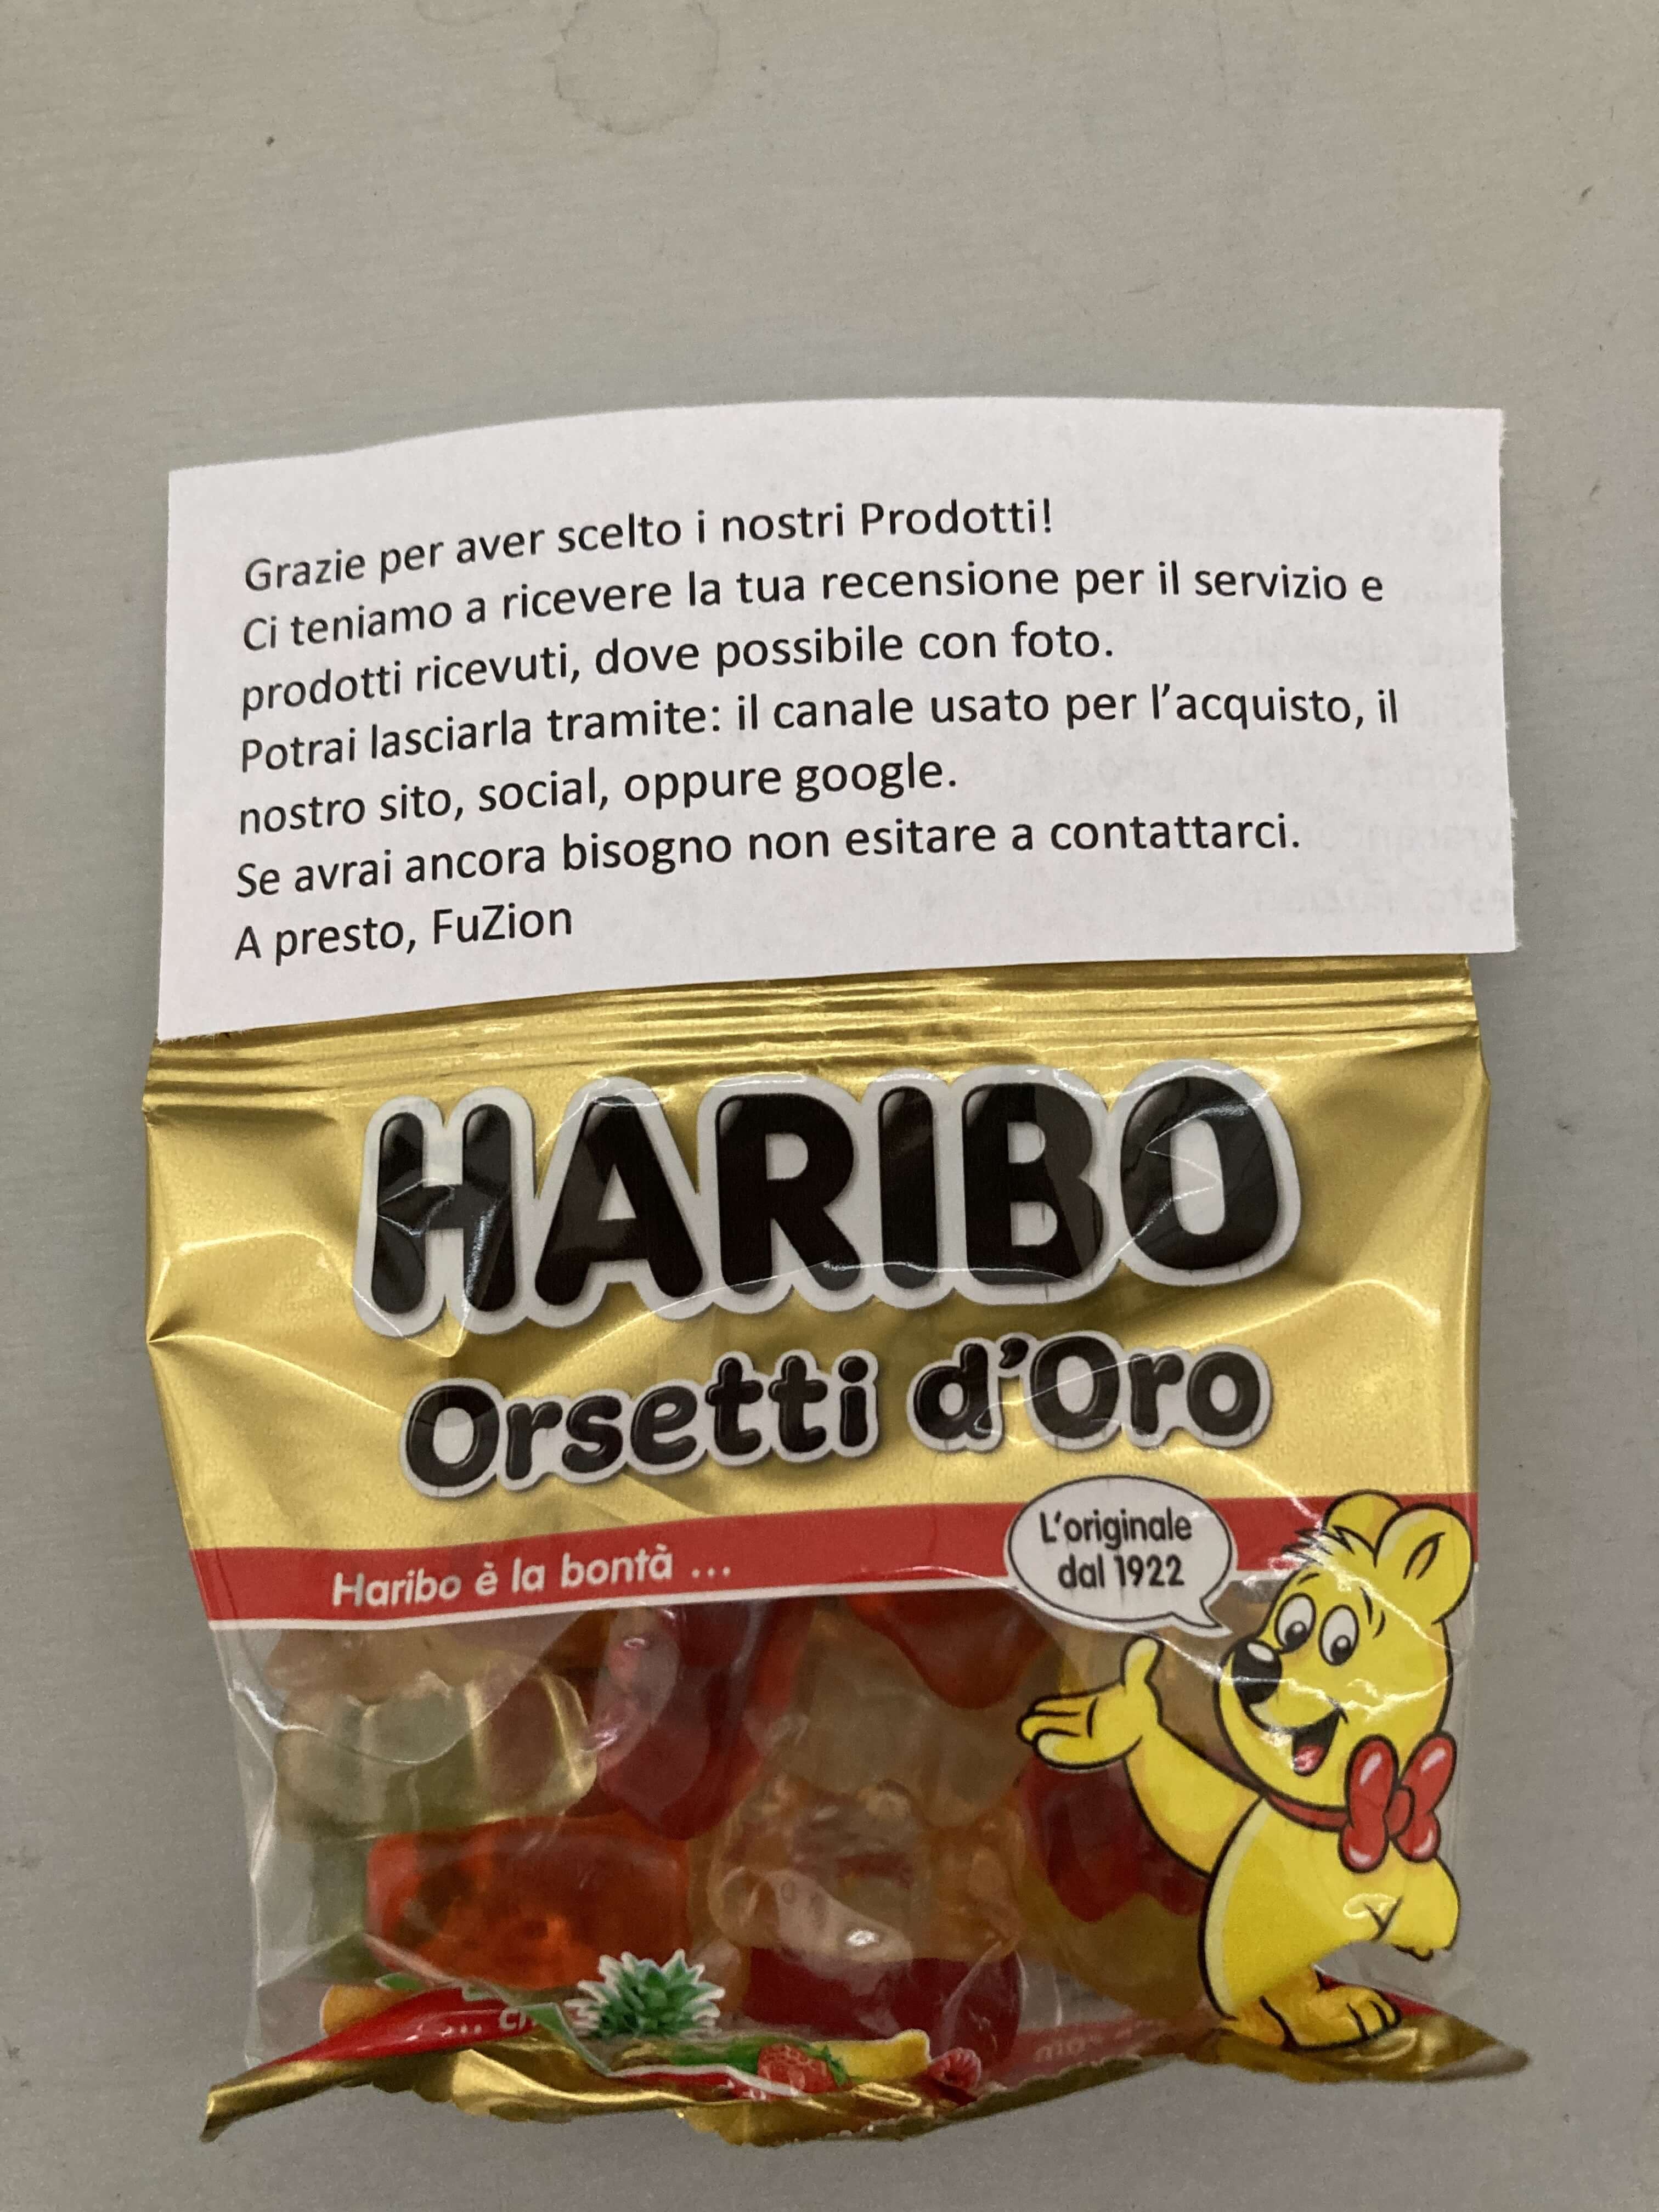 Grazie per aver scelto i nostri Prodotti!
Ci teniamo a ricevere la tua recensione per il servizio e
prodotti ricevuti, dove possibile con foto.
Potrai lasciarla tramite: il canale usato per l’acquisto, il
nostro sito, social, oppure google.
Se avrai ancora bisogno non esitare a contattarci.
A presto, FuZion
HARIBO
Orsetti d’Oro
L’originale
dal 1922
Haribo è la bontà ...